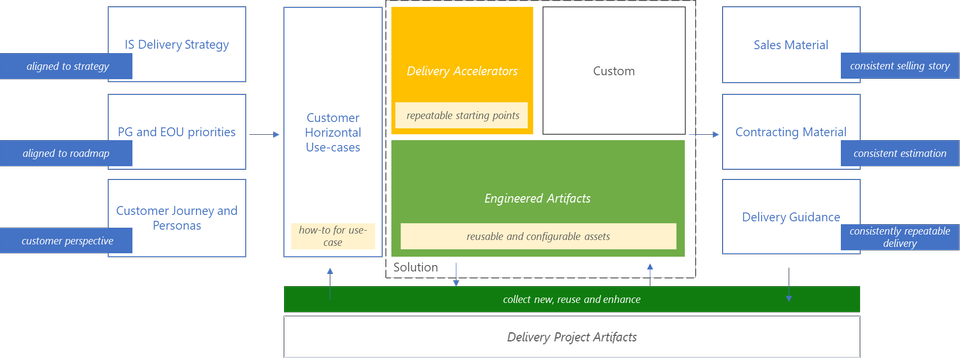 IS Delivery Strategy
aligned to strategy
PG and EOU priorities
aligned to roadmap
Customer Journey and
Personas
customer perspective
Customer
Horizontal
Use-cases
how-to for use-
case
Delivery Accelerators
repeatable starting points
Custom
Engineered Artifacts
reusable and configurable assets
Solution
Sales Material
consistent selling story
Contracting Material
consistent estimation
Delivery Guidance
consistently repeatable
delivery
collect new, reuse and enhance
Delivery Project Artifacts